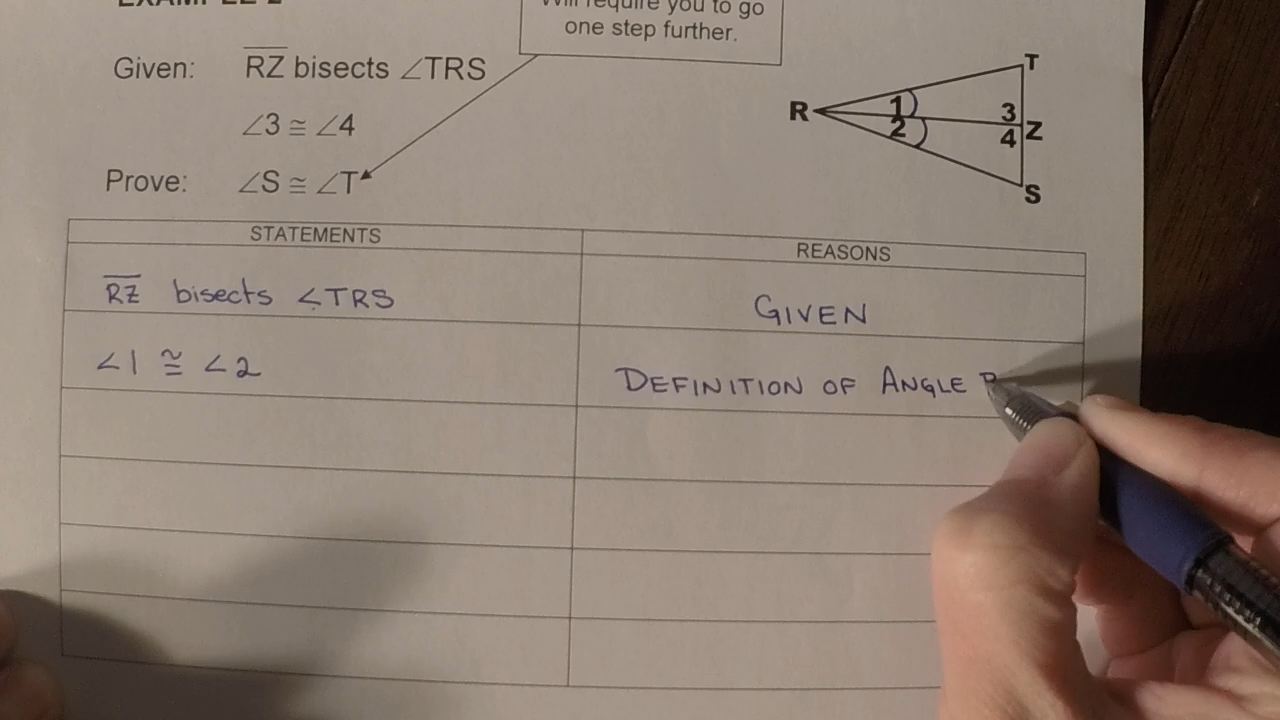 Will require you to go
one step further.
Given: RZ bisects ∠TRS
∠3 ≅ ∠4
Prove: ∠S ≅ ∠T
R
1
2
T
3
Z
4
S
STATEMENTS REASONS
RZ bisects ∠TRS GIVEN
∠1 ≅ ∠2 DEFINITION OF ANGLE